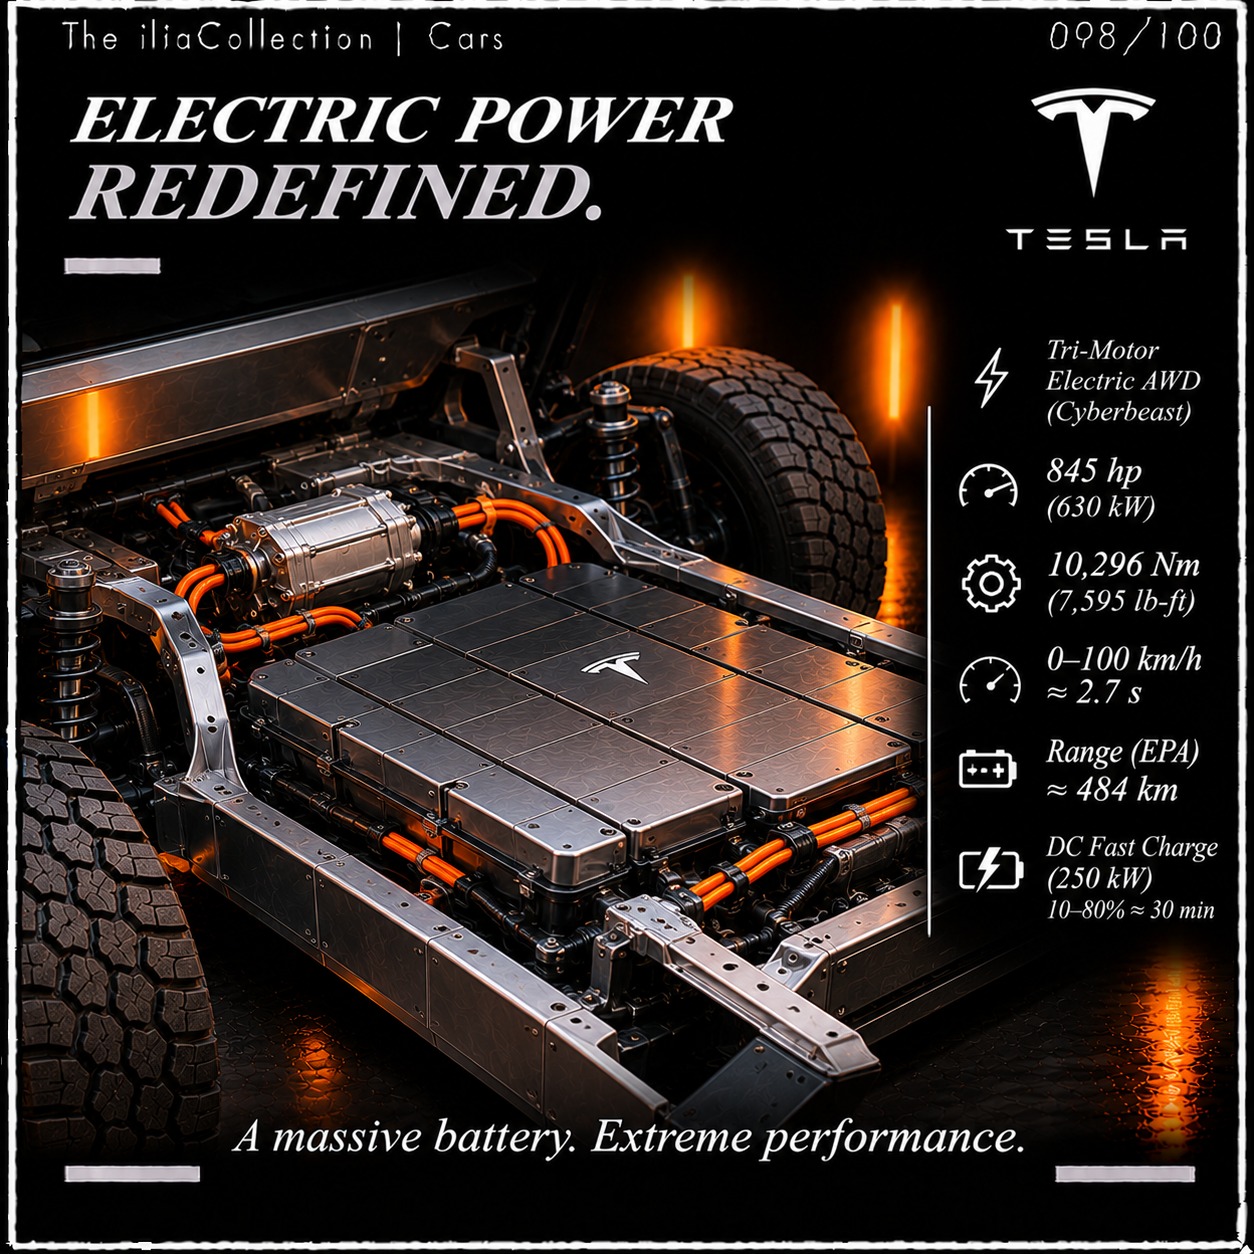 The iliaCollection | Cars
098/100
ELECTRIC POWER
REDEFINED.
TESLA
Tri-Motor
Electric AWD
(Cyberbeast)
845 hp
(630 kW)
10,296 Nm
(7,595 lb-ft)
0–100 km/h
≈ 2.7 s
Range (EPA)
≈ 484 km
DC Fast Charge
(250 kW)
10–80% ≈ 30 min
A massive battery. Extreme performance.